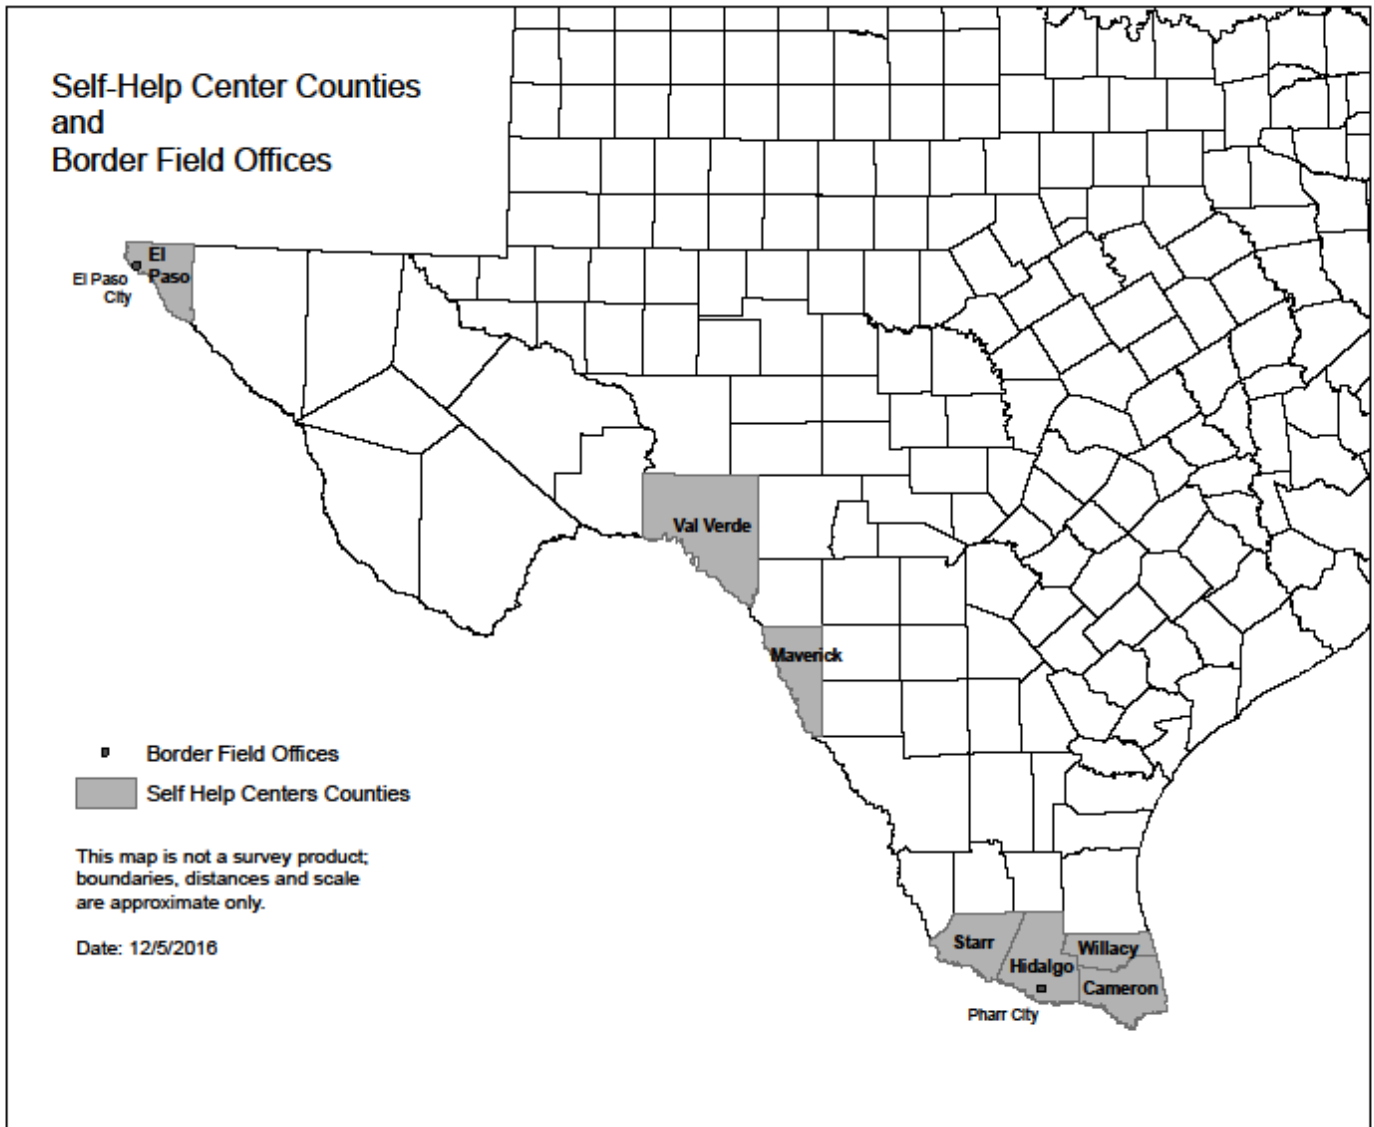 Self-Help Center Counties
and
Border Field Offices
El
Paso
El Paso
City
Val Verde
Maverick
Border Field Offices
Self Help Centers Counties
This map is not a survey product;
boundaries, distances and scale
are approximate only.
Date: 12/5/2016
Starr
Willacy
Hidalgo
Cameron
Pharr City